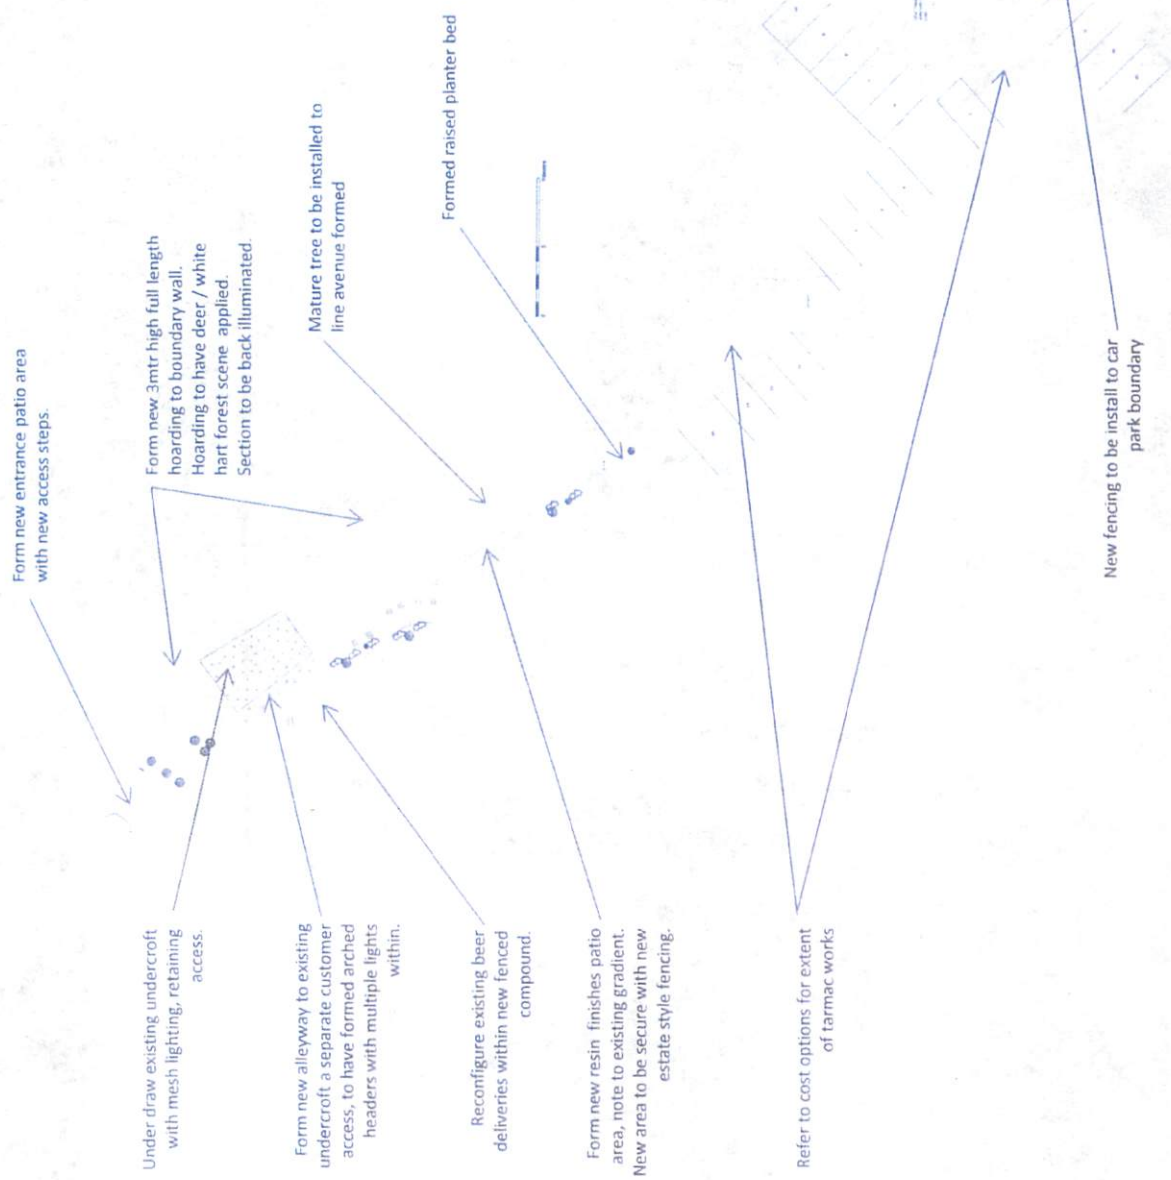 Form new entrance patio area
with new access steps.
Form new 3mtr high full length
hoarding to boundary wall.
Hoarding to have deer / white
hart forest scene applied.
Section to be back illuminated.
Mature tree to be installed to
line avenue formed
Formed raised planter bed
Under draw existing undercroft
with mesh lighting, retaining
access.
Form new alleyway to existing
undercroft a separate customer
access, to have formed arched
headers with multiple lights
within.
Reconfigure existing beer
deliveries within new fenced
compound.
Form new resin finishes patio
area, note to existing gradient.
New area to be secure with new
estate style fencing.
Refer to cost options for extent
of tarmac works
New fencing to be install to car
park boundary